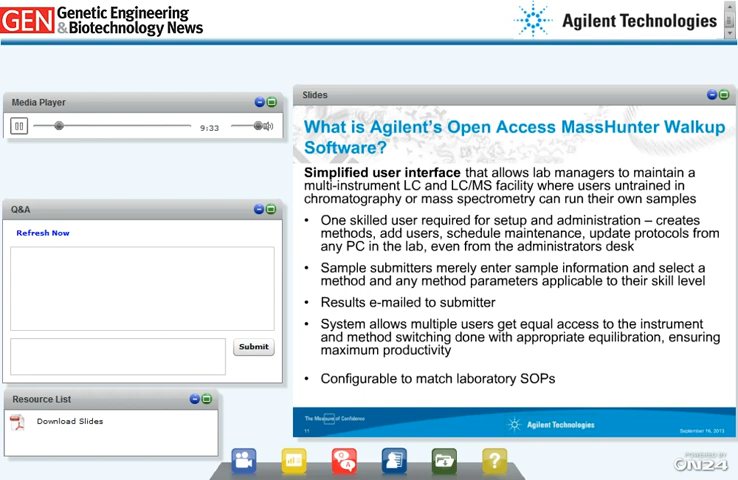 GEN Genetic Engineering
& Biotechnology News
Agilent Technologies
Media Player
9:33
Q&A
Refresh Now
Submit
Resource List
Download Slides
Slides
What is Agilent's Open Access MassHunter Walkup
Software?
Simplified user interface that allows lab managers to maintain a
multi-instrument LC and LC/MS facility where users untrained in
chromatography or mass spectrometry can run their own samples
• One skilled user required for setup and administration – creates
methods, add users, schedule maintenance, update protocols from
any PC in the lab, even from the administrators desk
• Sample submitters merely enter sample information and select a
method and any method parameters applicable to their skill level
• Results e-mailed to submitter
• System allows multiple users get equal access to the instrument
and method switching done with appropriate equilibration, ensuring
maximum productivity
• Configurable to match laboratory SOPs
The Measure of Confidence
11
Agilent Technologies
September 16, 2013
Q
A
?
POWERED BY
ON24